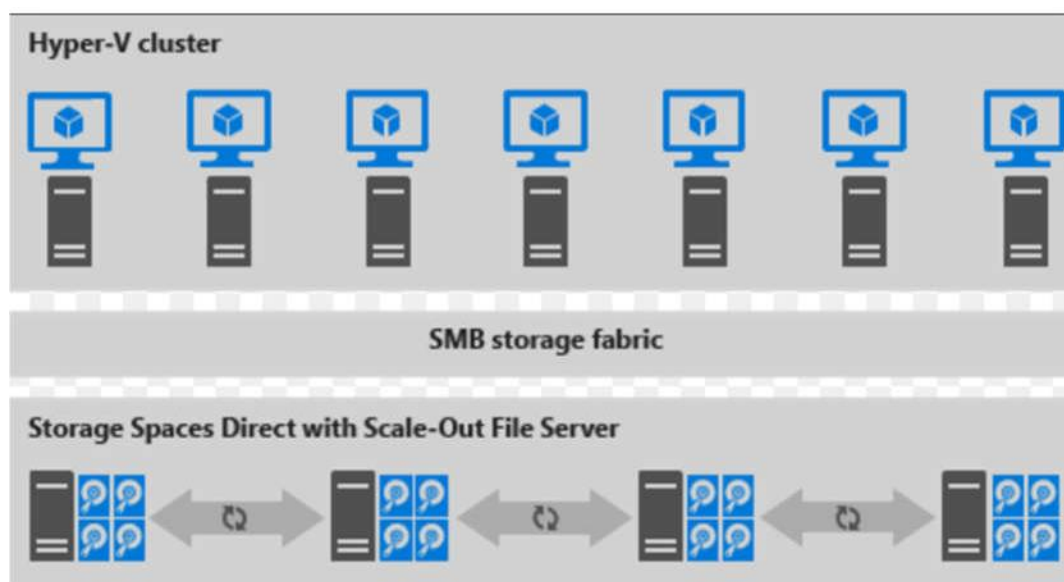 Hyper-V cluster
SMB storage fabric
Storage Spaces Direct with Scale-Out File Server